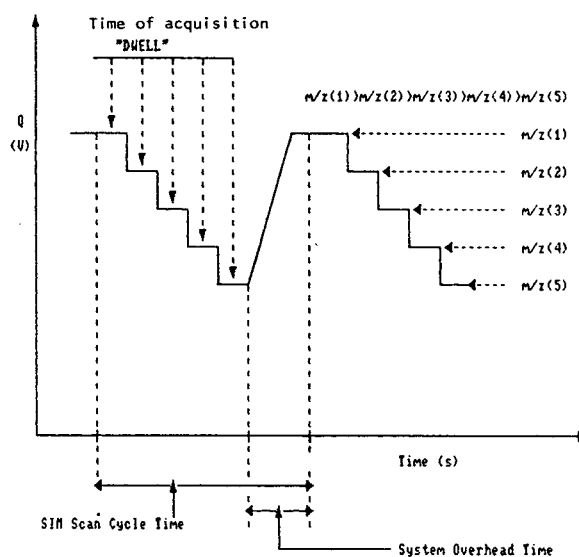 Time of acquisition
"DWELL"
m/z(1)>m/z(2)>m/z(3)>m/z(4)>m/z(5)
Q
(V)
m/z(1)
m/z(2)
m/z(3)
m/z(4)
m/z(5)
Time (s)
SIM Scan Cycle Time
System Overhead Time